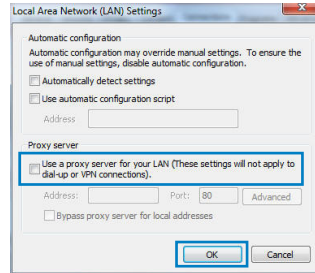 Local Area Network (LAN) Settings
Automatic configuration
Automatic configuration may override manual settings. To ensure the
use of manual settings, disable automatic configuration.
Automatically detect settings
Use automatic configuration script
Address
Proxy server
Use a proxy server for your LAN (These settings will not apply to
dial-up or VPN connections).
Address: Port: 80 Advanced
Bypass proxy server for local addresses
OK Cancel